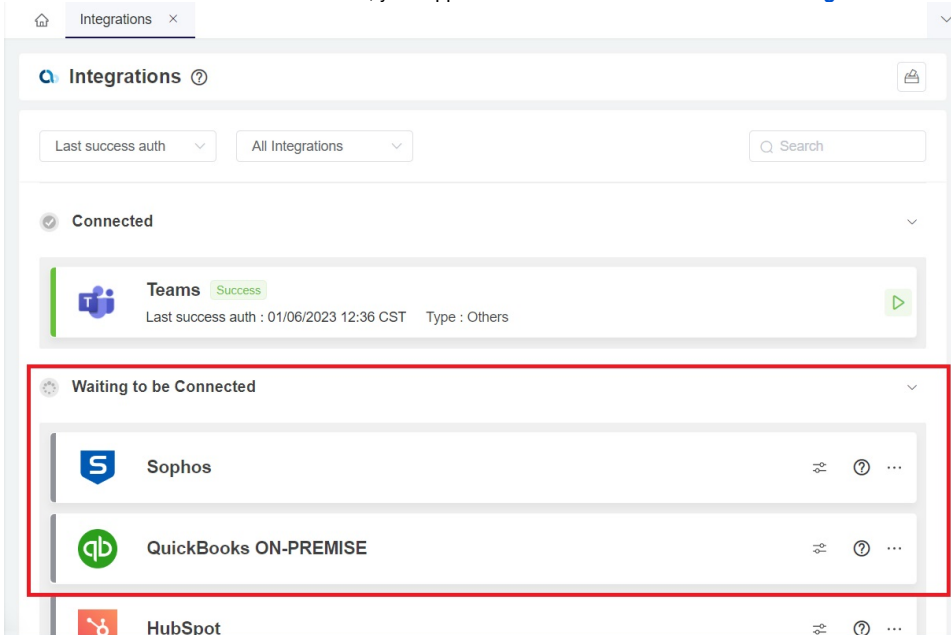 Integrations ×
Integrations
Last success auth
All Integrations
Search
Connected
Teams Success
Last success auth : 01/06/2023 12:36 CST Type : Others
Waiting to be Connected
Sophos
QuickBooks ON-PREMISE
HubSpot